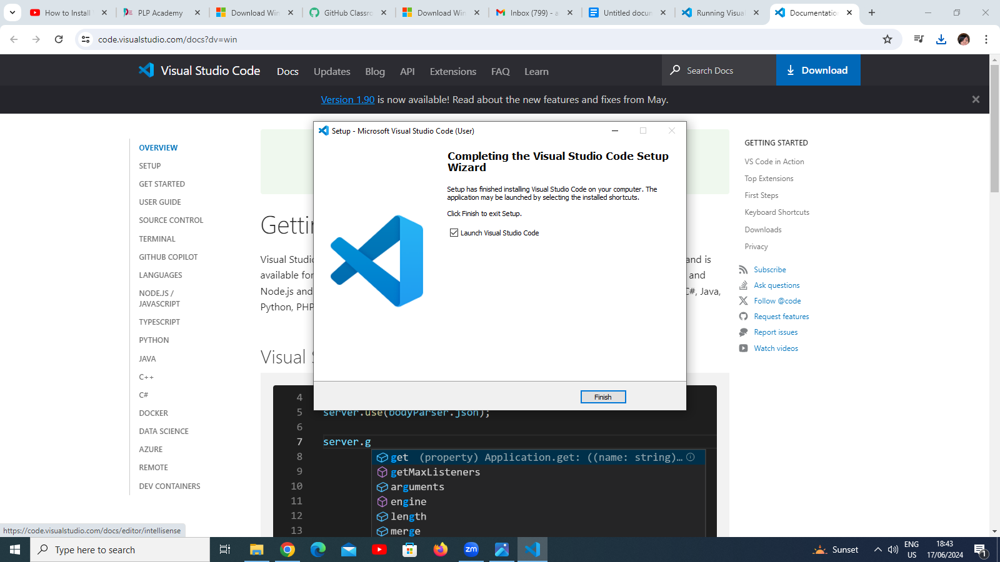 How to Install
PLP Academy
Download Win
GitHub Classro
Download Win
Inbox (799) - a
Untitled docum
Running Visual
Documentation
code.visualstudio.com/docs?dv=win
Visual Studio Code
Docs
Updates
Blog
API
Extensions
FAQ
Learn
Search Docs
Download
Version 1.90 is now available! Read about the new features and fixes from May.
OVERVIEW
SETUP
GET STARTED
USER GUIDE
SOURCE CONTROL
TERMINAL
GITHUB COPILOT
LANGUAGES
NODE.JS /
JAVASCRIPT
TYPESCRIPT
PYTHON
JAVA
C++
C#
DOCKER
DATA SCIENCE
AZURE
REMOTE
DEV CONTAINERS
Setup - Microsoft Visual Studio Code (User)
Completing the Visual Studio Code Setup
Wizard
Setup has finished installing Visual Studio Code on your computer. The
application may be launched by selecting the installed shortcuts.
Click Finish to exit Setup.
Launch Visual Studio Code
Finish
Visual Studio and is
available for and
Node.js and C#, Java,
Python, PHP
Visual
4
5 server.use(bodyParser.json);
6
7 server.g
8 get (property) Application.get: ((name: string)…
9 getMaxListeners
10 arguments
11 engine
12 length
13 merge
GETTING STARTED
VS Code in Action
Top Extensions
First Steps
Keyboard Shortcuts
Downloads
Privacy
Subscribe
Ask questions
Follow @code
Request features
Report issues
Watch videos
https://code.visualstudio.com/docs/editor/intellisense
Type here to search
zm
Sunset
ENG
US
18:43
17/06/2024
1